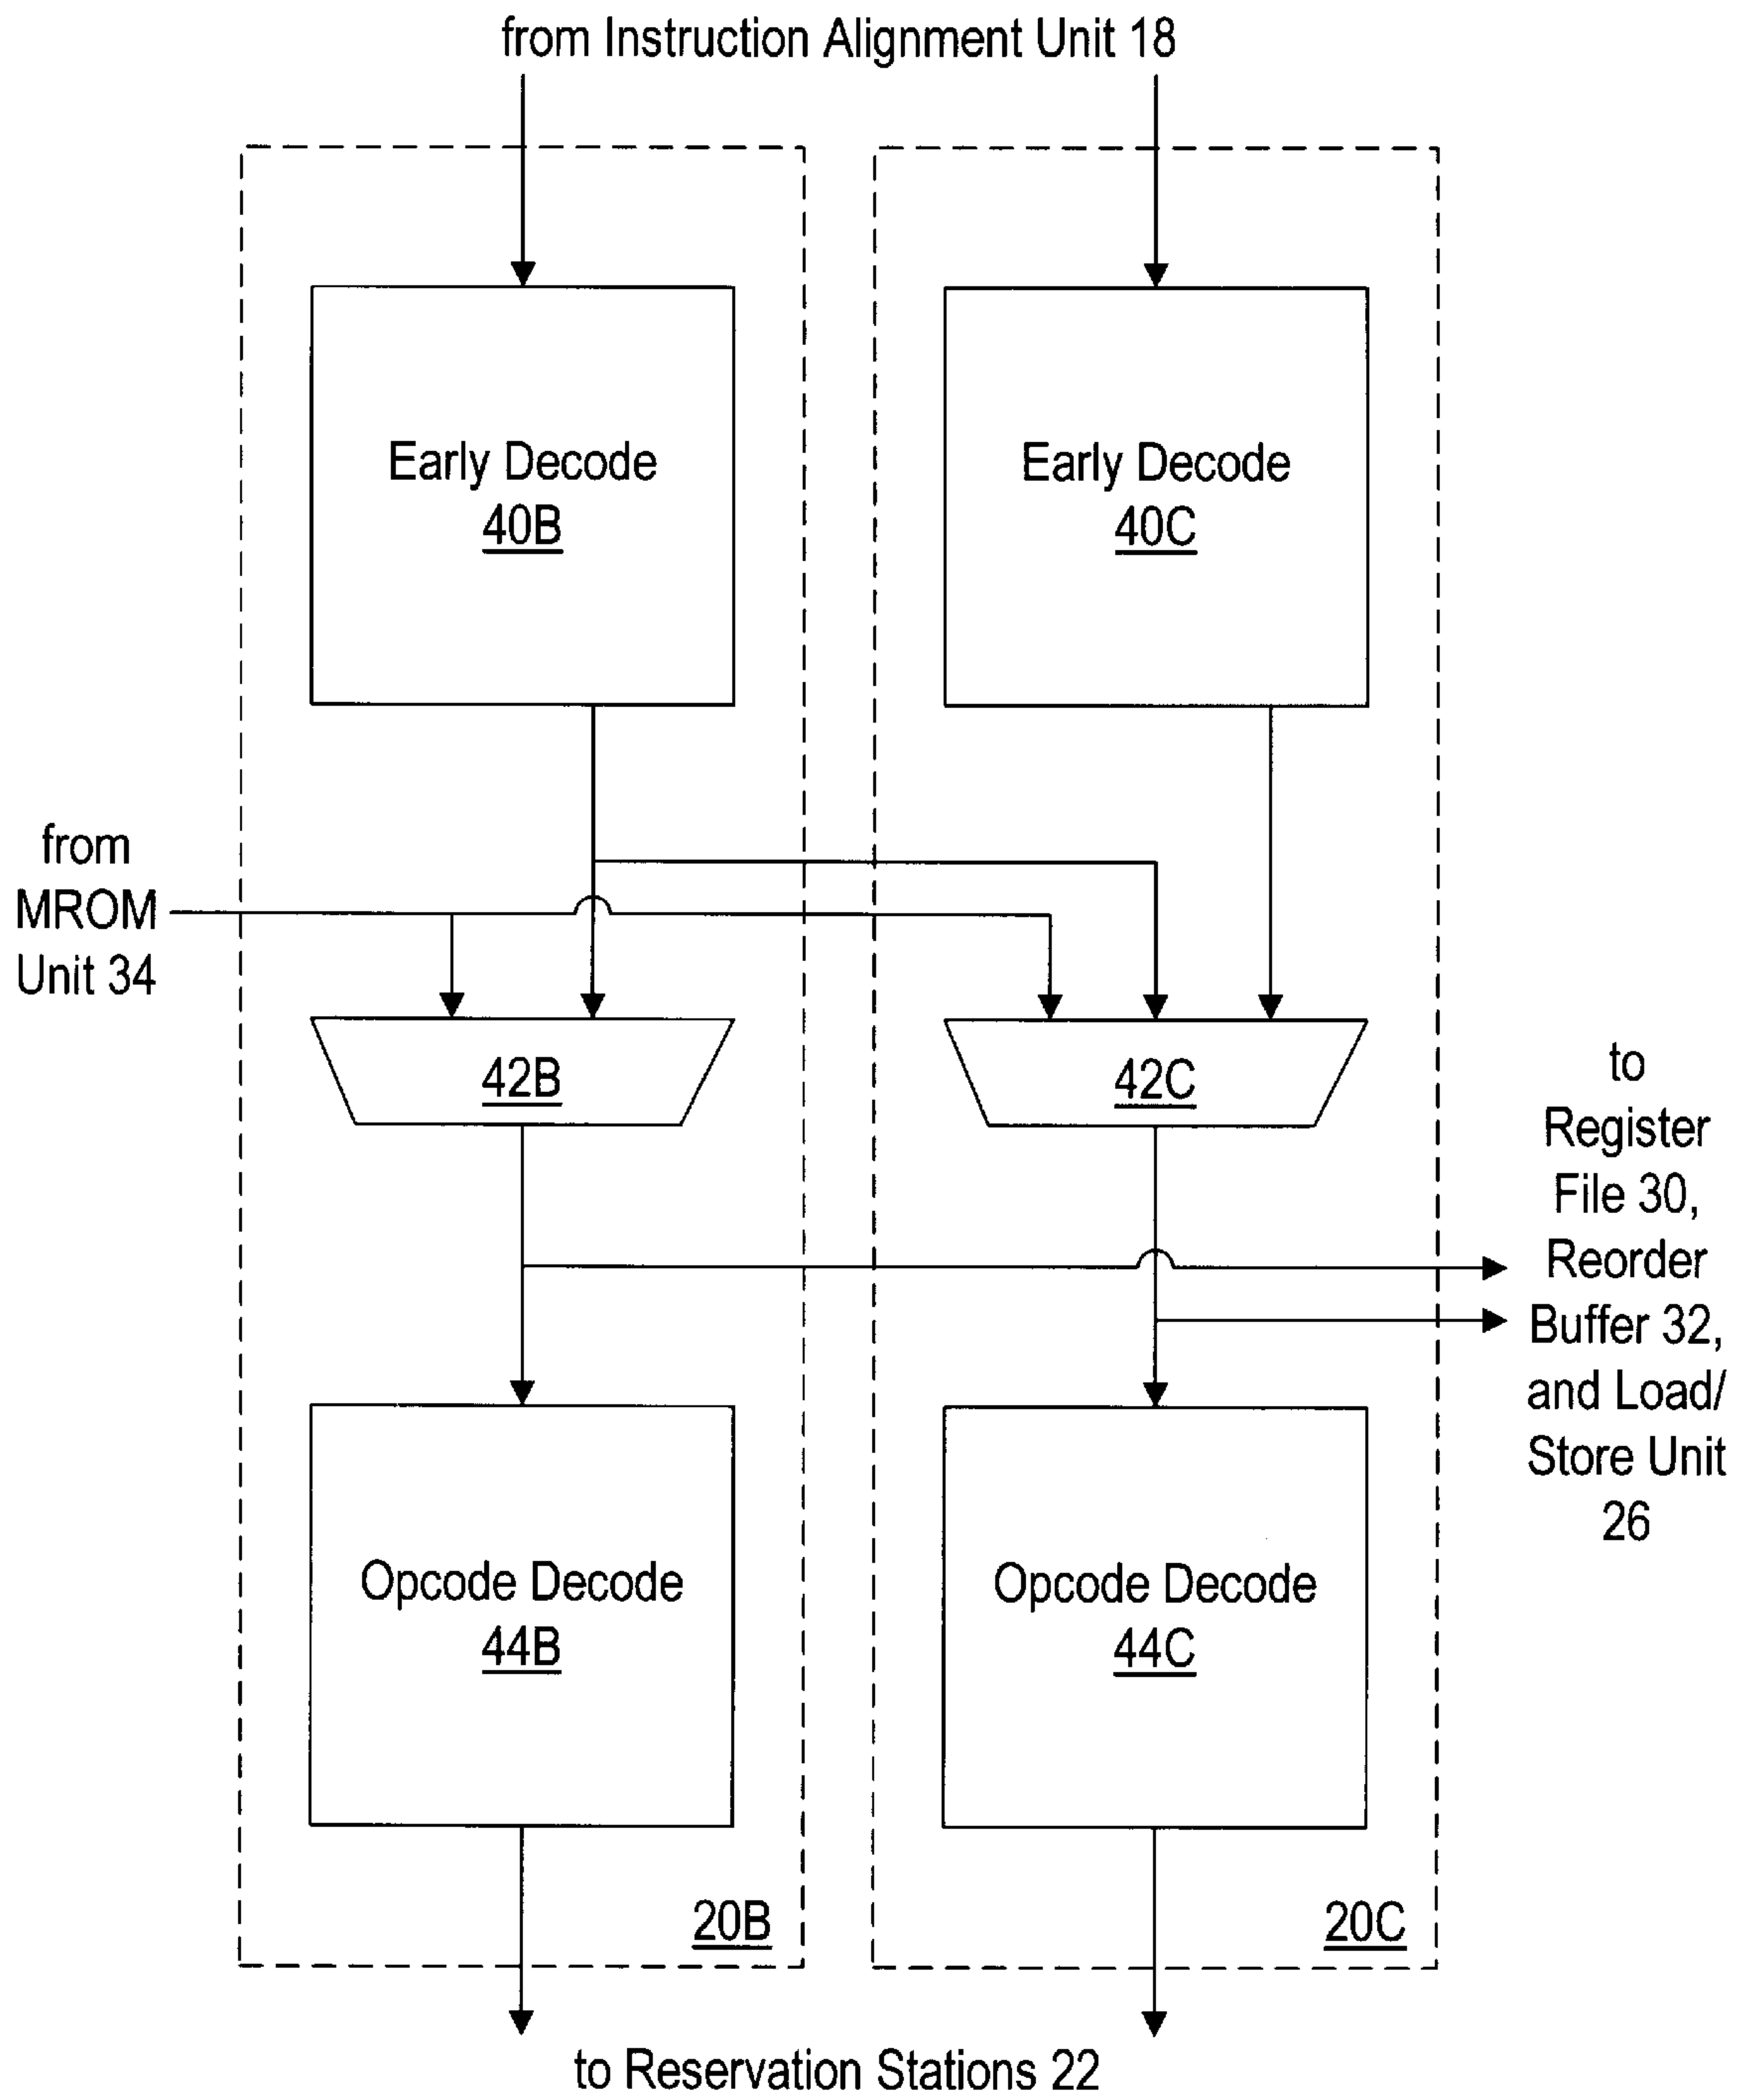 from Instruction Alignment Unit 18
Early Decode
40B
Early Decode
40C
from
MROM
Unit 34
42B
42C
to
Register
File 30,
Reorder
Buffer 32,
and Load/
Store Unit
26
Opcode Decode
44B
Opcode Decode
44C
20B
20C
to Reservation Stations 22